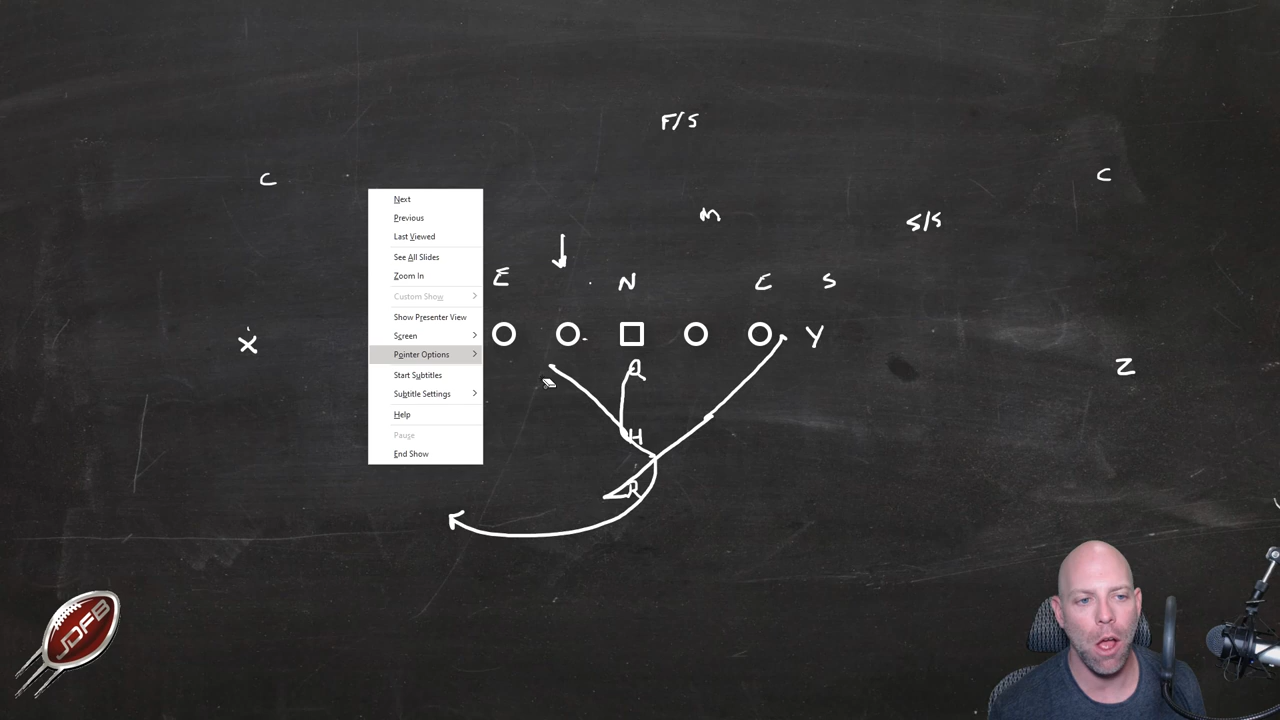 F/S
C
C
m
S/S
E
N
E
S
X
Y
Q
Z
H
R
Next
Previous
Last Viewed
See All Slides
Zoom In
Custom Show
Show Presenter View
Screen
Pointer Options
Start Subtitles
Subtitle Settings
Help
Pause
End Show
JDFB